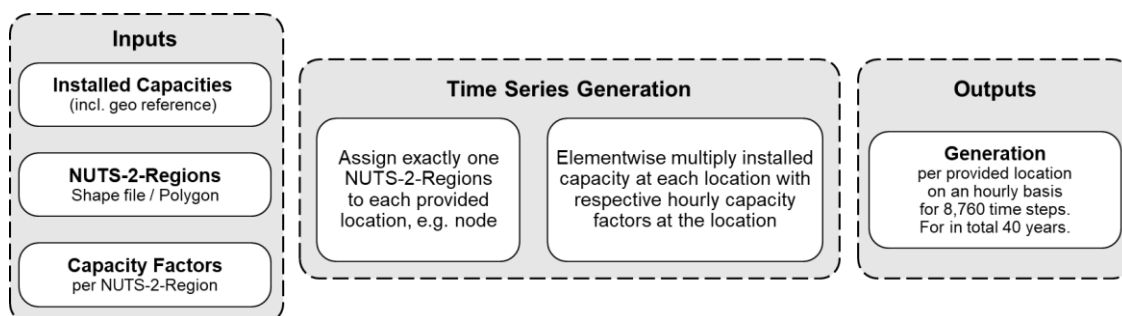 Inputs
Installed Capacities
(incl. geo reference)
NUTS-2-Regions
Shape file / Polygon
Capacity Factors
per NUTS-2-Region
Time Series Generation
Assign exactly one
NUTS-2-Regions
to each provided
location, e.g. node
Elementwise multiply installed
capacity at each location with
respective hourly capacity
factors at the location
Outputs
Generation
per provided location
on an hourly basis
for 8,760 time steps.
For in total 40 years.